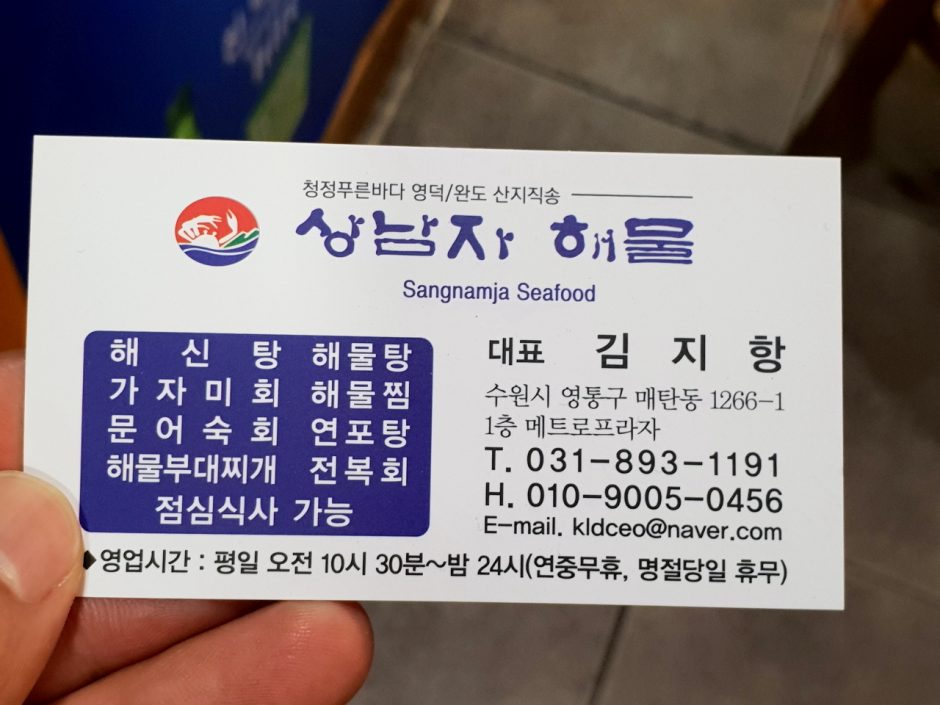 청정푸른바다 영덕/완도 산지직송
상남자 해물
Sangnamja Seafood
해신탕 해물탕
가자미회 해물찜
문어숙회 연포탕
해물부대찌개 전복회
점심식사 가능
대표 김지항
수원시 영통구 매탄동 1266-1
1층 메트로프라자
T. 031-893-1191
H. 010-9005-0456
E-mail. kldceo@naver.com
◆영업시간 : 평일 오전 10시 30분~밤 24시(연중무휴, 명절당일 휴무)